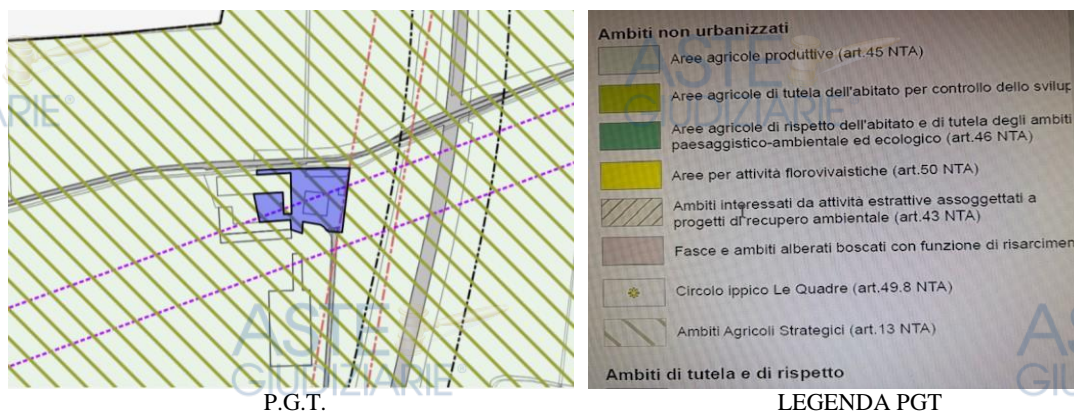 ASTE
GIUDIZIARIE®
P.G.T.
Ambiti non urbanizzati
Aree agricole produttive (art.45 NTA)
Aree agricole di tutela dell'abitato per controllo dello svilup
Aree agricole di rispetto dell'abitato e di tutela degli ambiti
paesaggistico-ambientale ed ecologico (art.46 NTA)
Aree per attività florovivaistiche (art.50 NTA)
Ambiti interessati da attività estrattive assoggettati a
progetti di recupero ambientale (art.43 NTA)
Fasce e ambiti alberati boscati con funzione di risarcimen
Circolo ippico Le Quadre (art.49.8 NTA)
Ambiti Agricoli Strategici (art.13 NTA)
Ambiti di tutela e di rispetto
ASTE
GIUDIZIARIE®
LEGENDA PGT